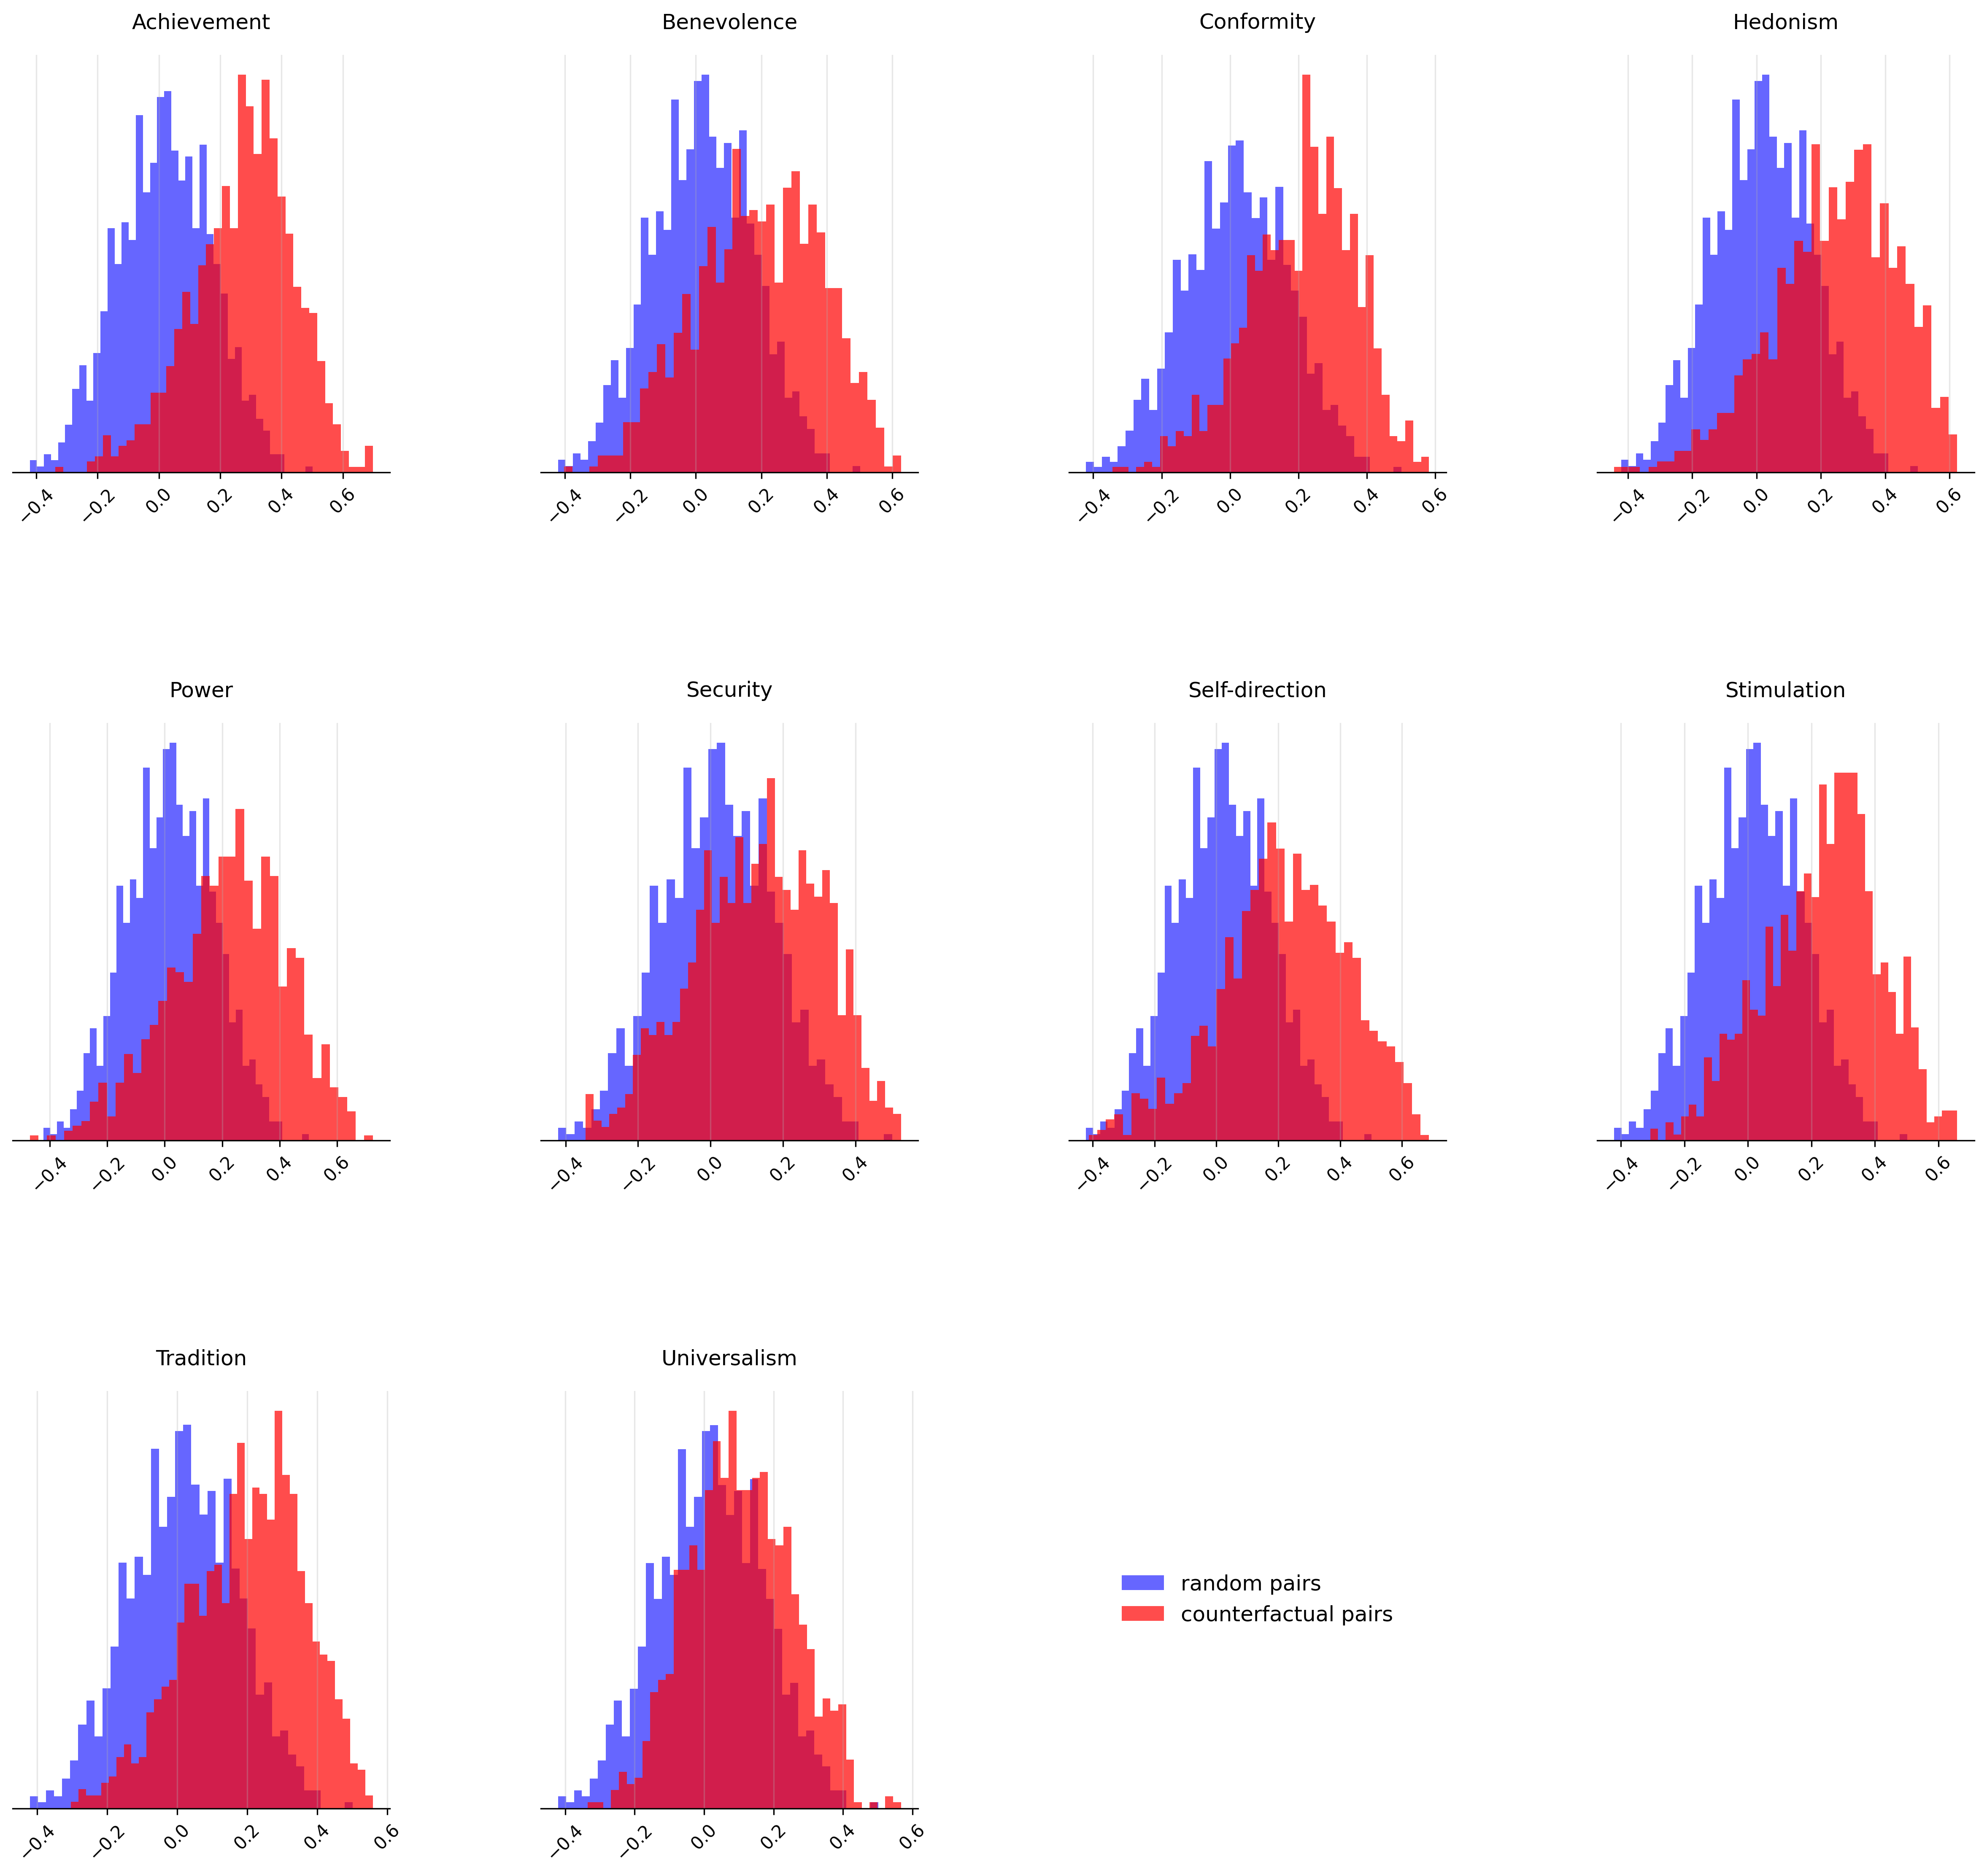 Achievement Benevolence Conformity Hedonism
−0.4 −0.2 0.0 0.2 0.4 0.6 −0.4 −0.2 0.0 0.2 0.4 0.6 −0.4 −0.2 0.0 0.2 0.4 0.6 −0.4 −0.2 0.0 0.2 0.4 0.6
Power Security Self-direction Stimulation
−0.4 −0.2 0.0 0.2 0.4 0.6 −0.4 −0.2 0.0 0.2 0.4 −0.4 −0.2 0.0 0.2 0.4 0.6 −0.4 −0.2 0.0 0.2 0.4 0.6
Tradition Universalism
random pairs
counterfactual pairs
−0.4 −0.2 0.0 0.2 0.4 0.6 −0.4 −0.2 0.0 0.2 0.4 0.6